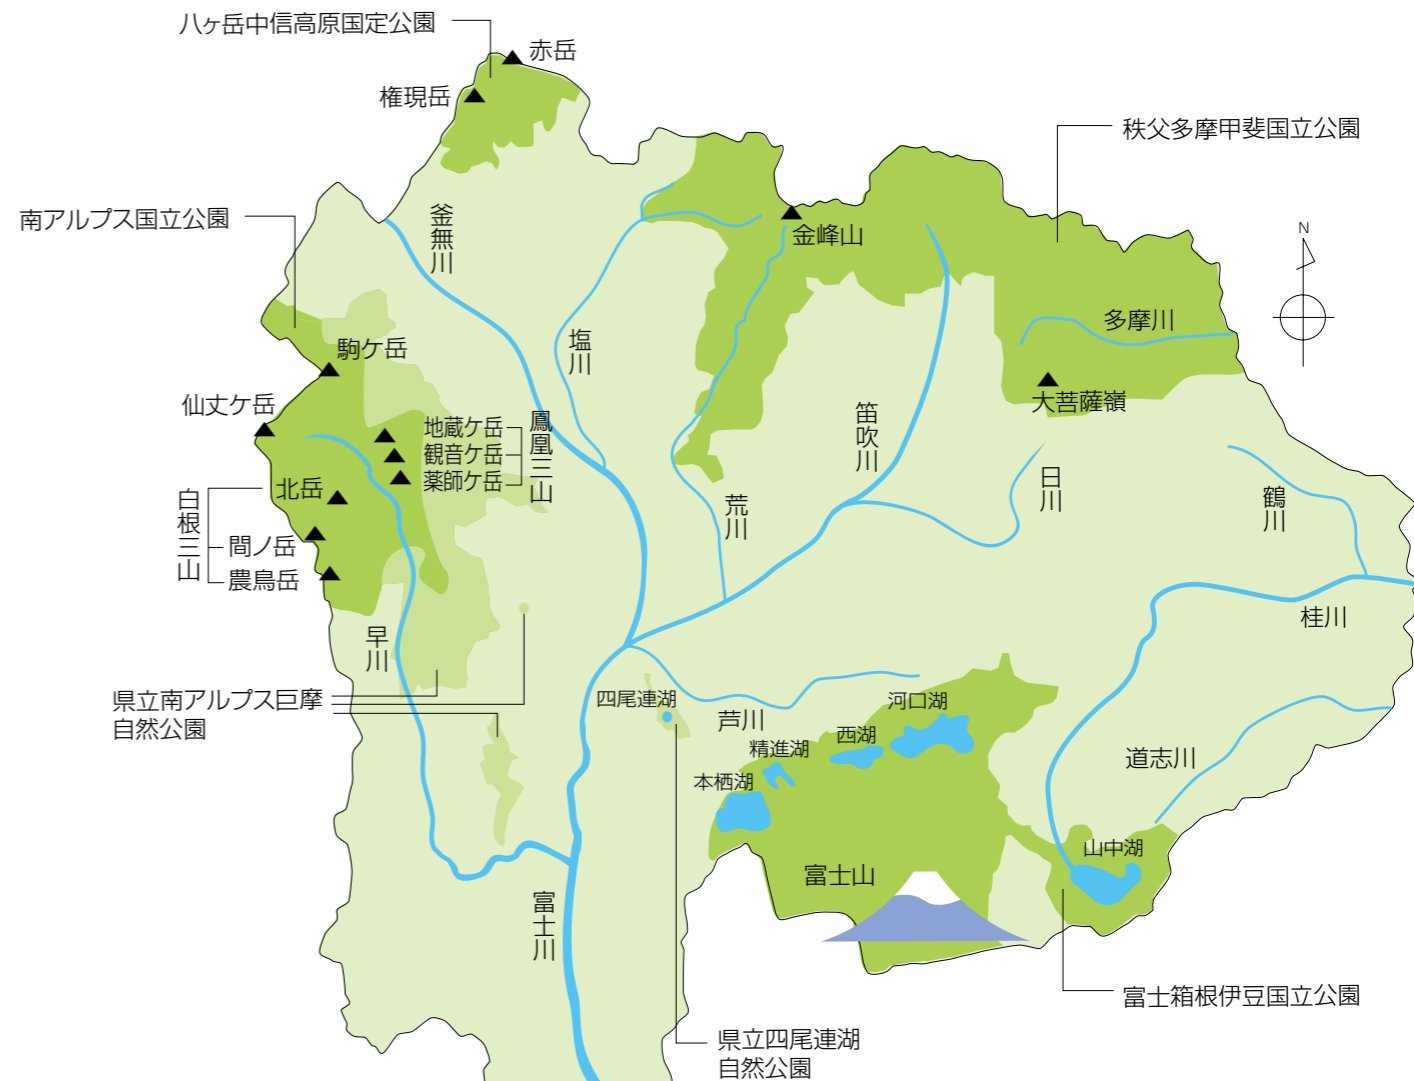 八ヶ岳中信高原国定公園
赤岳
権現岳
秩父多摩甲斐国立公園
南アルプス国立公園
釜無川
金峰山
N
塩川
多摩川
駒ケ岳
大菩薩嶺
仙丈ケ岳
地蔵ケ岳
観音ケ岳
薬師ケ岳
鳳凰三山
笛吹川
日川
鶴川
荒川
白根三山
北岳
間ノ岳
農鳥岳
桂川
早川
県立南アルプス巨摩
自然公園
四尾連湖
芦川
河口湖
西湖
精進湖
本栖湖
道志川
山中湖
富士山
富士川
富士箱根伊豆国立公園
県立四尾連湖
自然公園